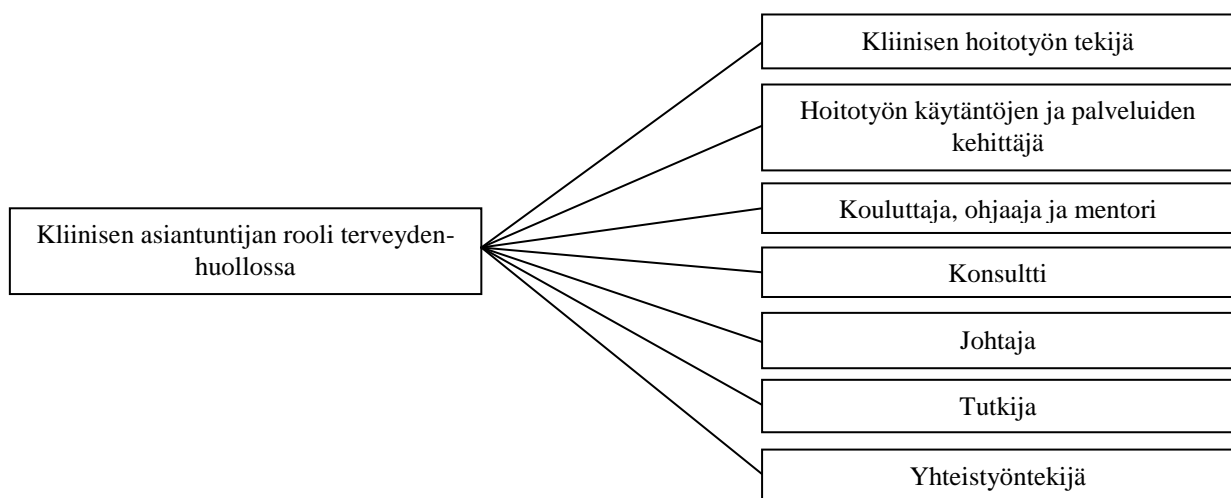 Kliinisen asiantuntijan rooli terveyden-
huollossa
Kliinisen hoitotyön tekijä
Hoitotyön käytäntöjen ja palveluiden
kehittäjä
Kouluttaja, ohjaaja ja mentori
Konsultti
Johtaja
Tutkija
Yhteistyöntekijä